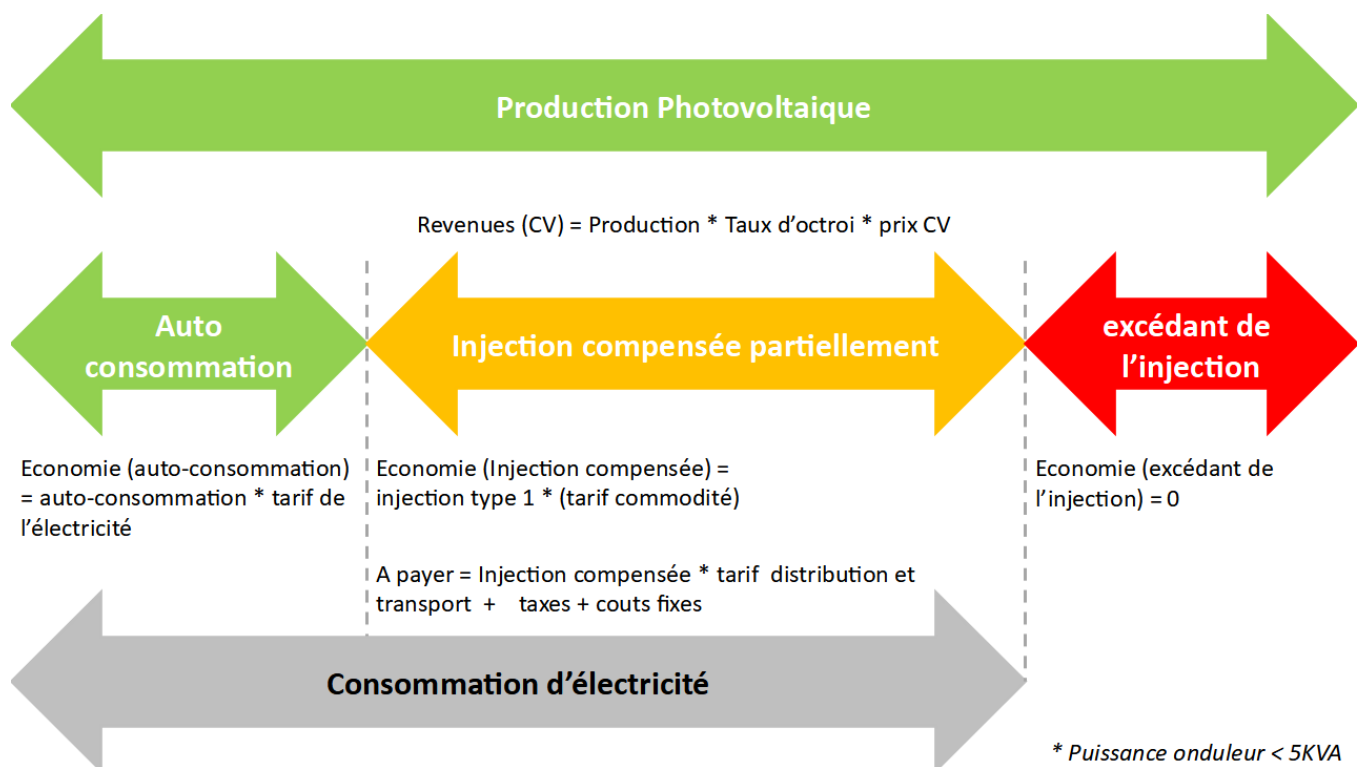 Production Photovoltaique
Revenues (CV) = Production * Taux d’octroi * prix CV
Auto
consommation
Injection compensée partiellement
excédant de
l’injection
Economie (auto-consommation)
= auto-consommation * tarif de
l’électricité
Economie (Injection compensée) =
injection type 1 * (tarif commodité)
Economie (excédant de
l’injection) = 0
A payer = Injection compensée * tarif distribution et
transport + taxes + couts fixes
Consommation d’électricité
* Puissance onduleur < 5KVA